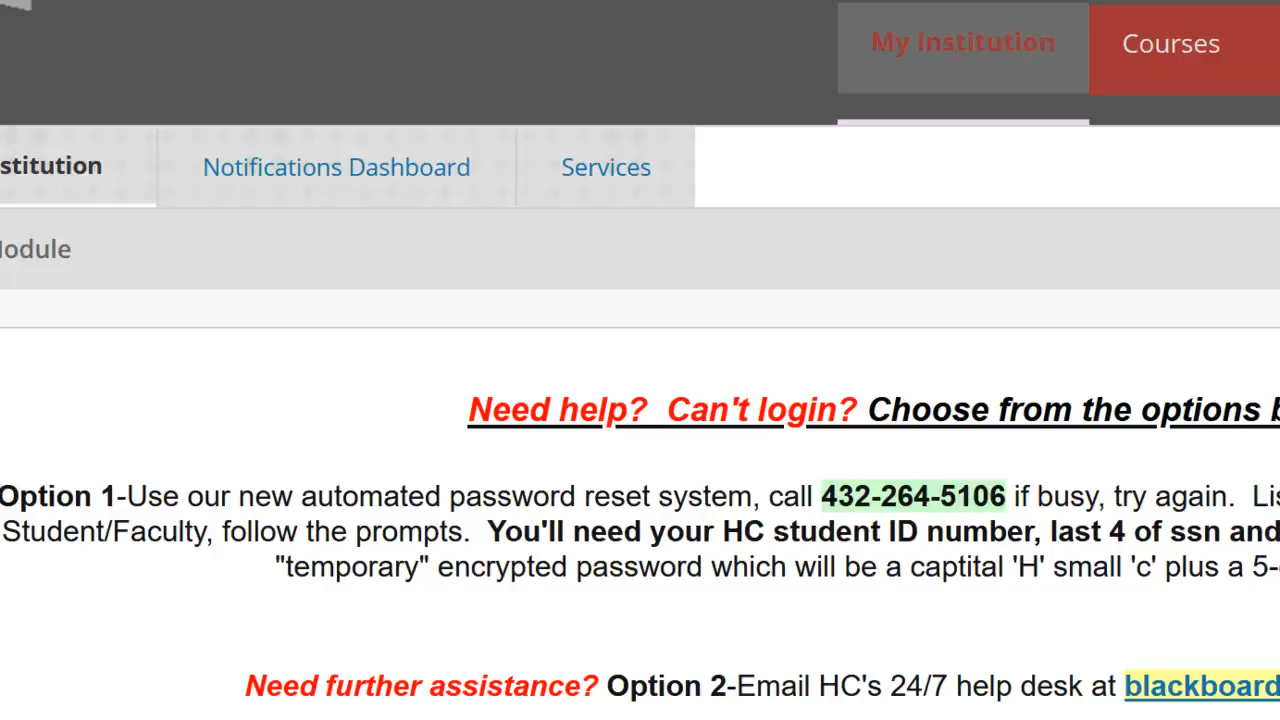 My Institution Courses
stitution Notifications Dashboard Services
odule
Need help?  Can't login? Choose from the options
Option 1-Use our new automated password reset system, call 432-264-5106 if busy, try again.
Student/Faculty, follow the prompts.  You'll need your HC student ID number, last 4 of ssn and
"temporary" encrypted password which will be a captital 'H' small 'c' plus a 5-
Need further assistance? Option 2-Email HC's 24/7 help desk at blackboard